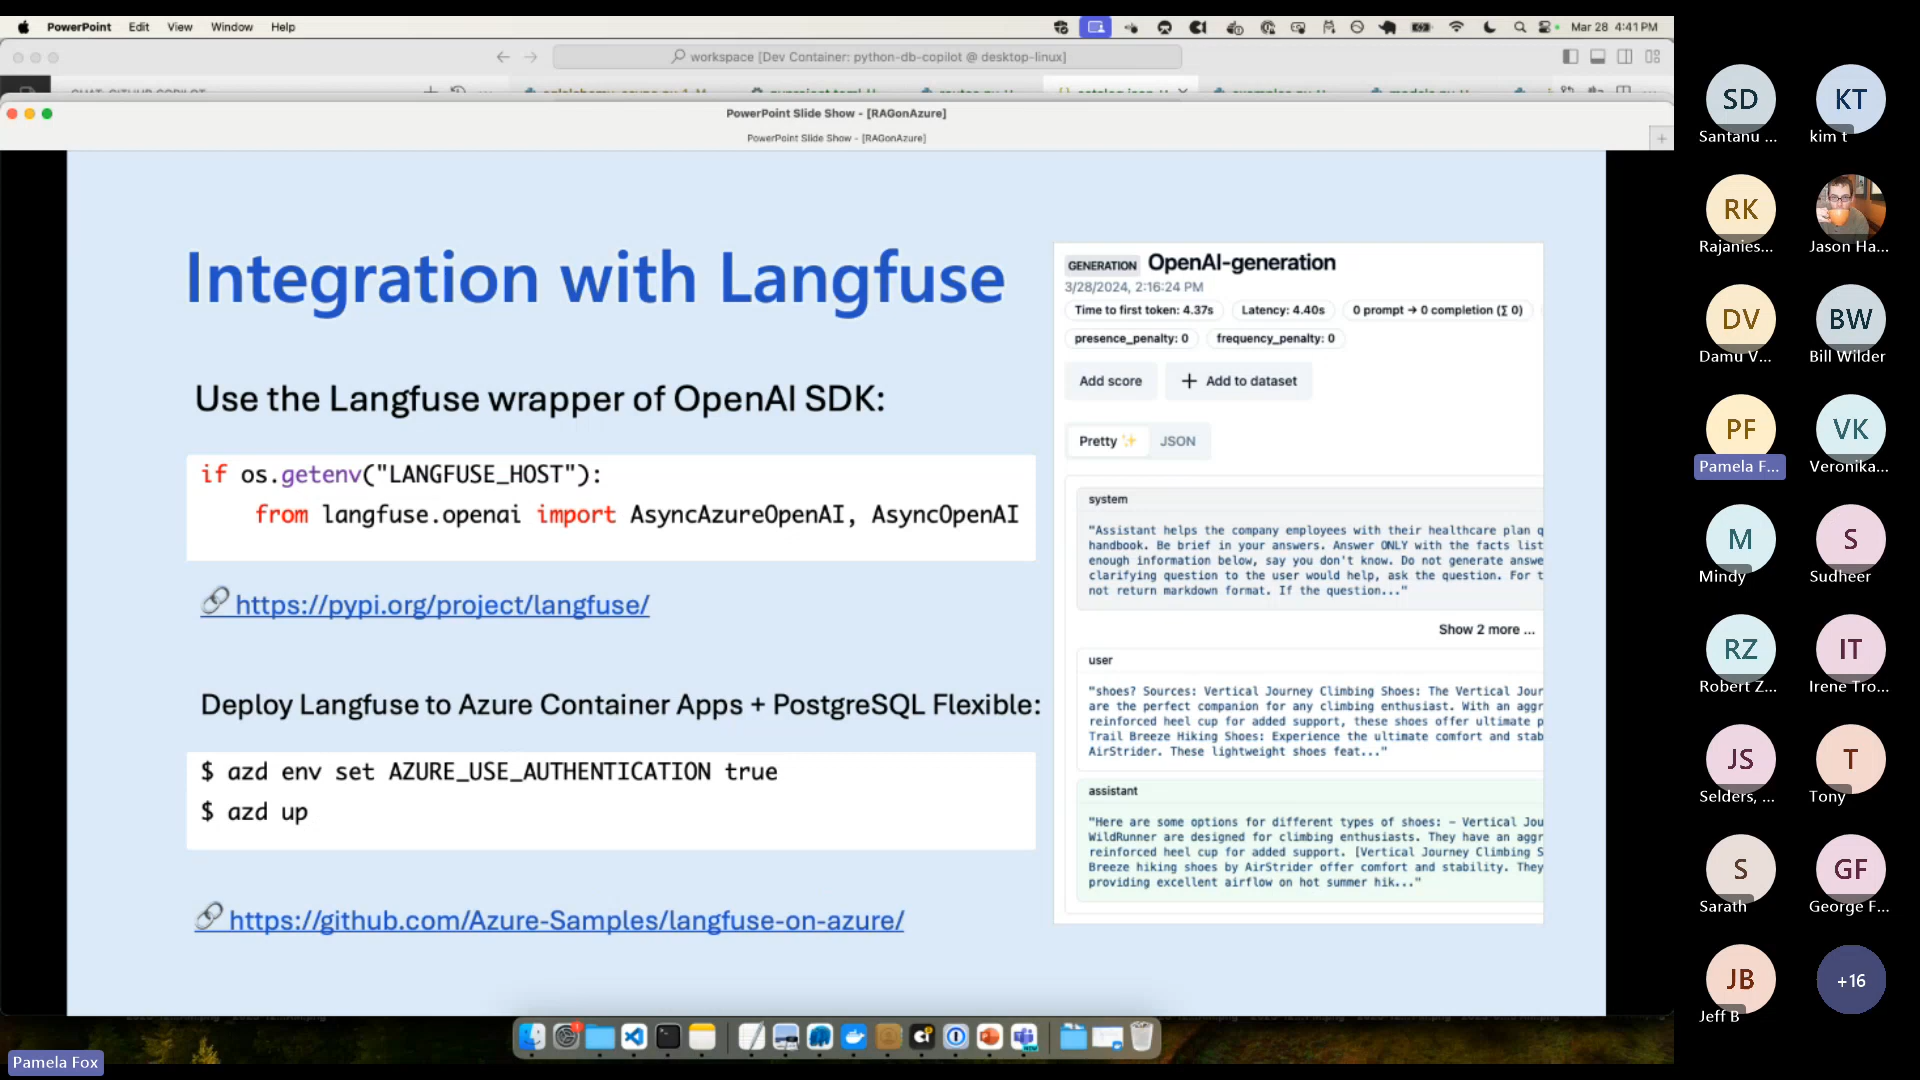 PowerPoint Edit View Window Help
Mar 28 4:41 PM
workspace [Dev Container: python-db-copilot @ desktop-linux]
PowerPoint Slide Show - [RAGonAzure]
PowerPoint Slide Show - [RAGonAzure]
Integration with Langfuse
Use the Langfuse wrapper of OpenAI SDK:
if os.getenv("LANGFUSE_HOST"):
from langfuse.openai import AsyncAzureOpenAI, AsyncOpenAI
https://pypi.org/project/langfuse/
Deploy Langfuse to Azure Container Apps + PostgreSQL Flexible:
$ azd env set AZURE_USE_AUTHENTICATION true
$ azd up
https://github.com/Azure-Samples/langfuse-on-azure/
GENERATION OpenAI-generation
3/28/2024, 2:16:24 PM
Time to first token: 4.37s Latency: 4.40s 0 prompt → 0 completion (∑ 0)
presence_penalty: 0 frequency_penalty: 0
Add score + Add to dataset
Pretty ✨ JSON
system
"Assistant helps the company employees with their healthcare plan q
handbook. Be brief in your answers. Answer ONLY with the facts list
enough information below, say you don't know. Do not generate answe
clarifying question to the user would help, ask the question. For t
not return markdown format. If the question..."
Show 2 more ...
user
"shoes? Sources: Vertical Journey Climbing Shoes: The Vertical Jour
are the perfect companion for any climbing enthusiast. With an aggr
reinforced heel cup for added support, these shoes offer ultimate p
Trail Breeze Hiking Shoes: Experience the ultimate comfort and stab
AirStrider. These lightweight shoes feat..."
assistant
"Here are some options for different types of shoes: - Vertical Jou
WildRunner are designed for climbing enthusiasts. They have an aggr
reinforced heel cup for added support. [Vertical Journey Climbing S
Breeze hiking shoes by AirStrider offer comfort and stability. They
providing excellent airflow on hot summer hik..."
SD KT
Santanu ... kim t
RK
Rajanies... Jason Ha...
DV BW
Damu V... Bill Wilder
PF VK
Pamela F... Veronika...
M S
Mindy Sudheer
RZ IT
Robert Z... Irene Tro...
JS T
Selders, ... Tony
S GF
Sarath George F...
JB +16
Jeff B
Pamela Fox